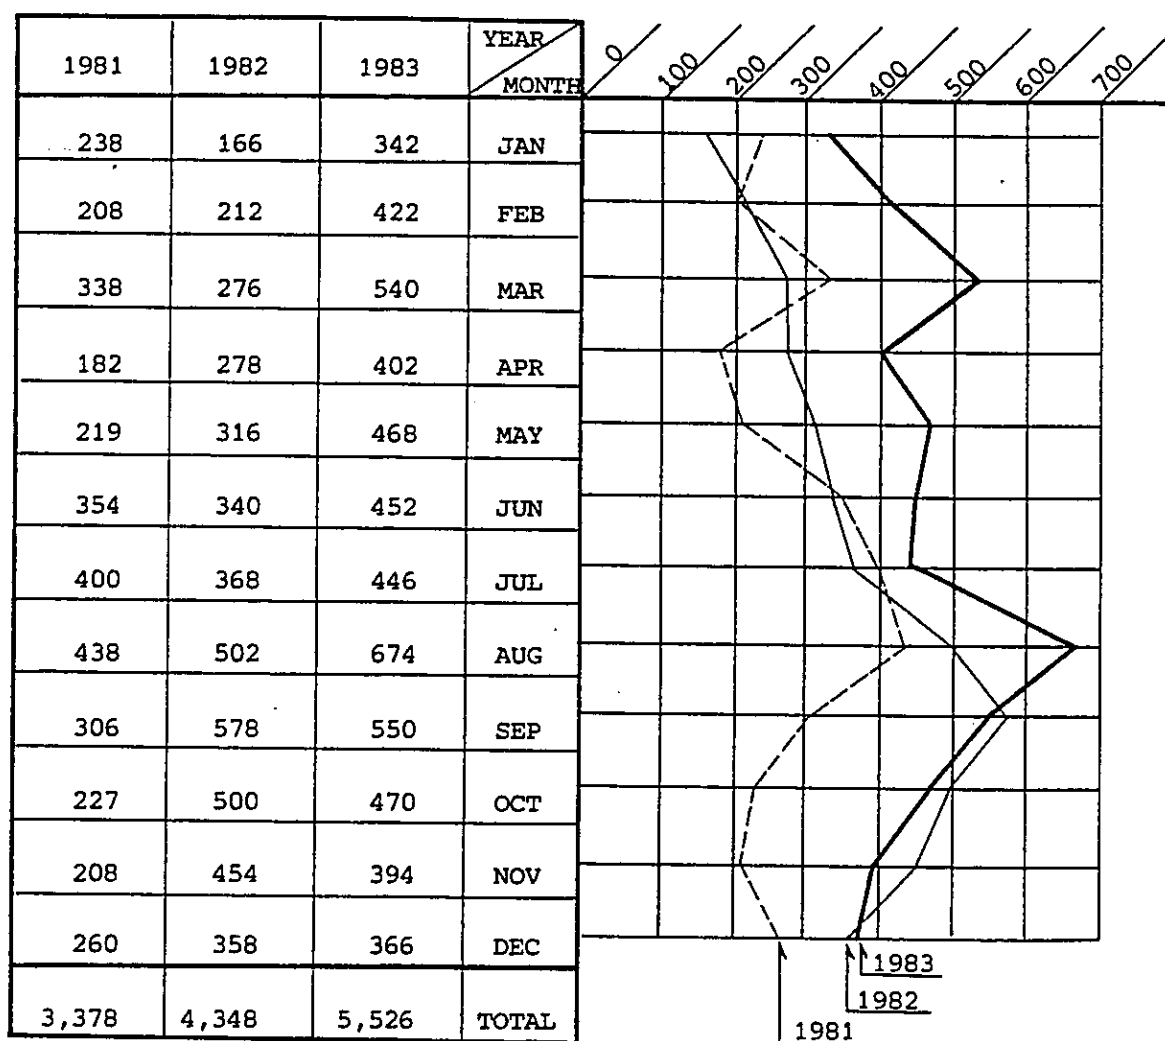 1981 1982 1983 YEAR MONTH
0 100 200 300 400 500 600 700
238 166 342 JAN
208 212 422 FEB
338 276 540 MAR
182 278 402 APR
219 316 468 MAY
354 340 452 JUN
400 368 446 JUL
438 502 674 AUG
306 578 550 SEP
227 500 470 OCT
208 454 394 NOV
260 358 366 DEC
3,378 4,348 5,526 TOTAL
1983
1982
1981